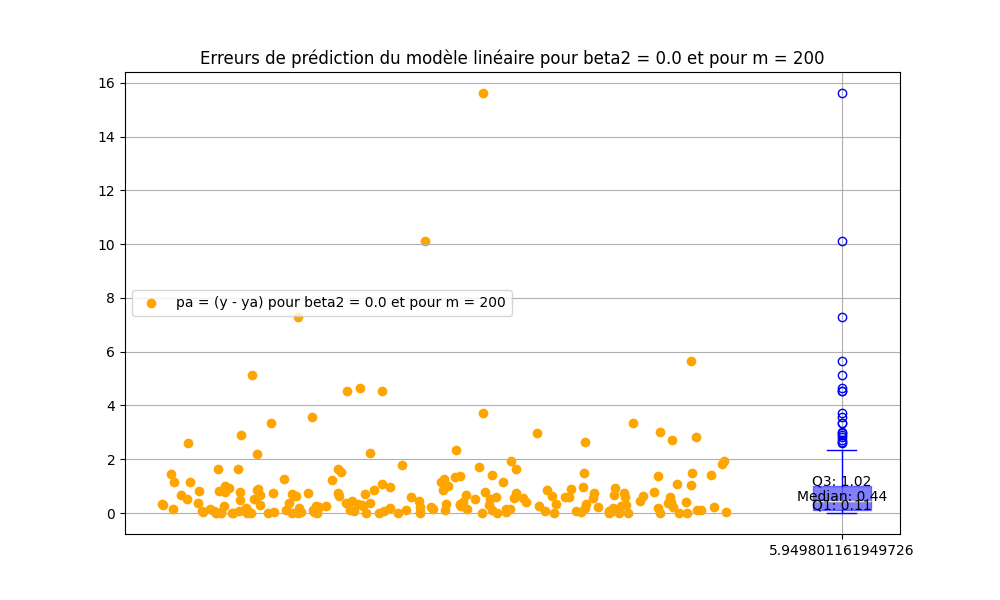 Erreurs de prédiction du modèle linéaire pour beta2 = 0.0 et pour m = 200
16
14
12
10
8
6
4
2
0
pa = (y - ya) pour beta2 = 0.0 et pour m = 200
Q3: 1.02
Median: 0.44
Q1: 0.11
5.949801161949726